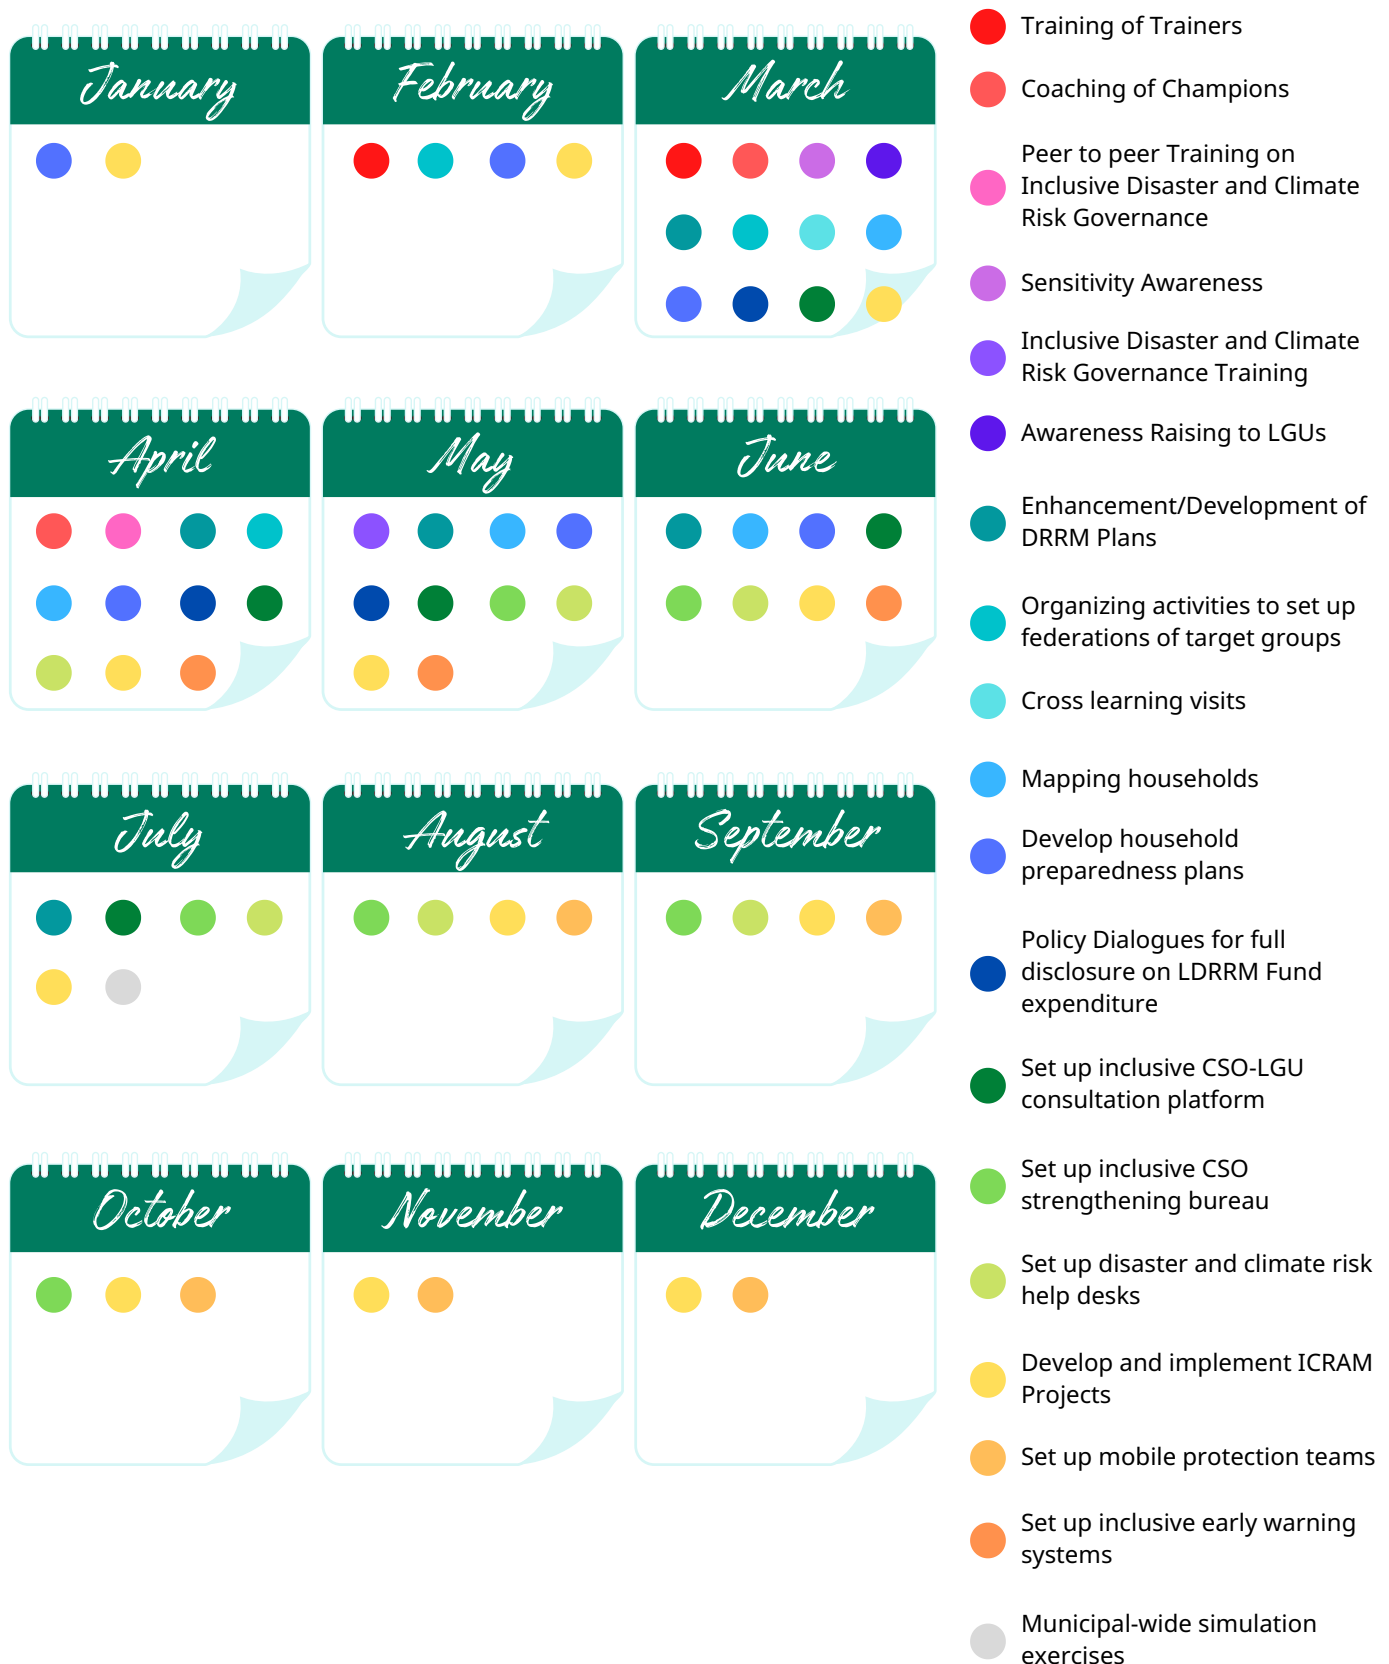 January
February
March
April
May
June
July
August
September
October
November
December
Training of Trainers
Coaching of Champions
Peer to peer Training on
Inclusive Disaster and Climate
Risk Governance
Sensitivity Awareness
Inclusive Disaster and Climate
Risk Governance Training
Awareness Raising to LGUs
Enhancement/Development of
DRRM Plans
Organizing activities to set up
federations of target groups
Cross learning visits
Mapping households
Develop household
preparedness plans
Policy Dialogues for full
disclosure on LDRRM Fund
expenditure
Set up inclusive CSO-LGU
consultation platform
Set up inclusive CSO
strengthening bureau
Set up disaster and climate risk
help desks
Develop and implement ICRAM
Projects
Set up mobile protection teams
Set up inclusive early warning
systems
Municipal-wide simulation
exercises